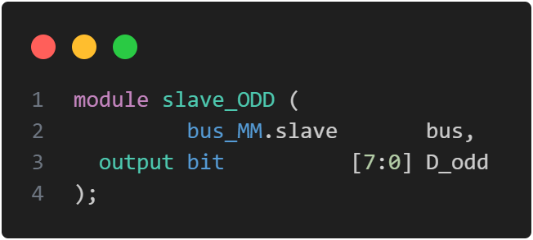 1 module slave_ODD (
2 bus_MM.slave bus,
3 output bit [7:0] D_odd
4 );